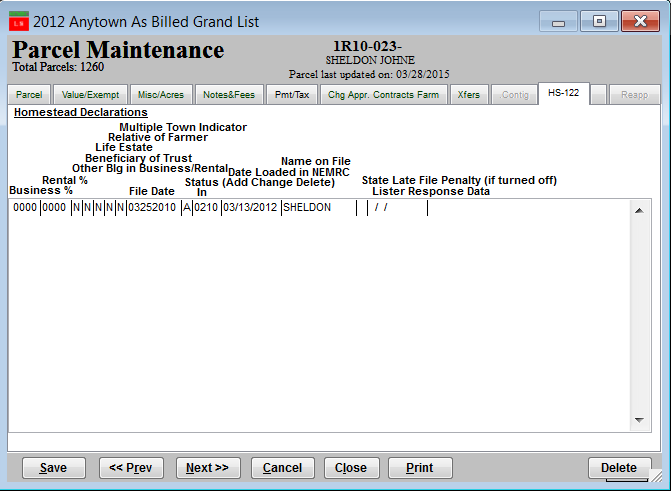 2012 Anytown As Billed Grand List
Parcel Maintenance
Total Parcels: 1260
1R10-023-
SHELDON JOHNE
Parcel last updated on: 03/28/2015
Parcel Value/Exempt Misc/Acres Notes&Fees Pmt/Tax Chg Appr. Contracts Farm Xfers Contig HS-122 Reapp
Homestead Declarations
Multiple Town Indicator
Relative of Farmer
Life Estate
Beneficiary of Trust Name on File
Other Blg in Business/Rental Date Loaded in NEMRC
Rental % Status (Add Change Delete) State Late File Penalty (if turned off)
Business % File Date In Lister Response Data
0000 0000 N N N N N 03252010 A 0210 03/13/2012 SHELDON / /
Save << Prev Next >> Cancel Close Print Delete